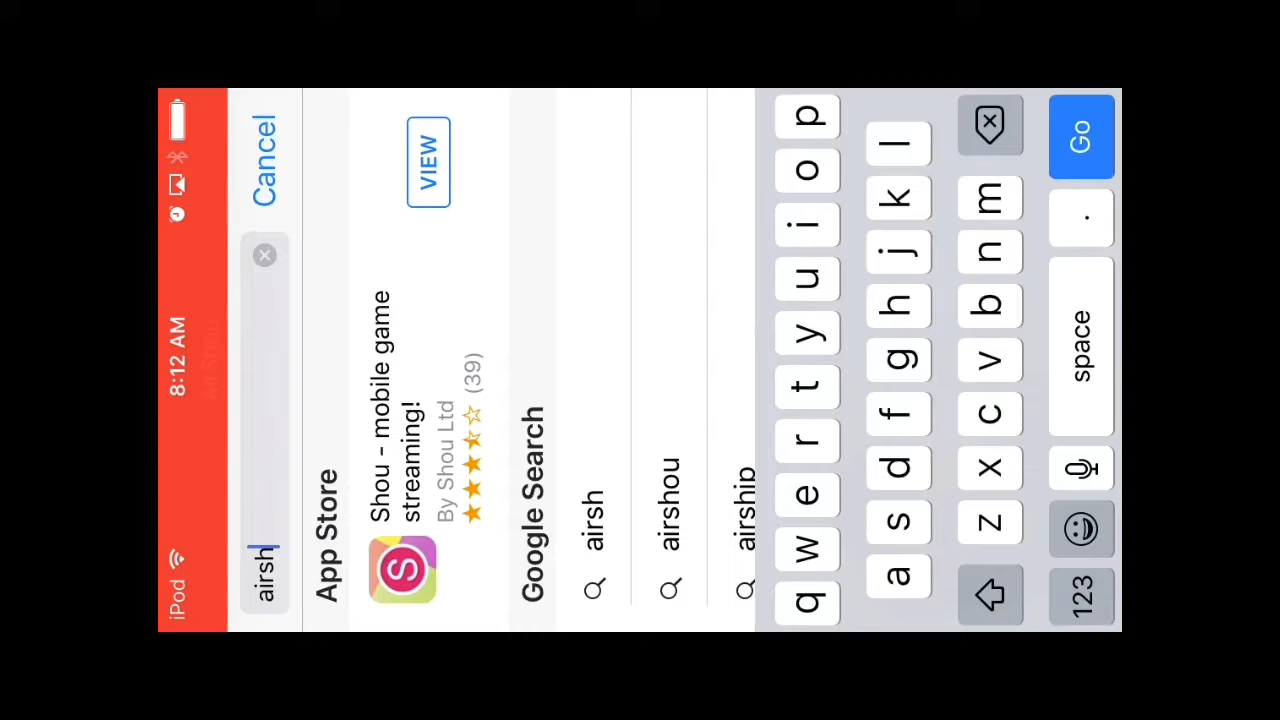 iPod 8:12 AM
AirShou
airsh Cancel
App Store
Shou - mobile game
streaming!
By Shou Ltd
(39)
VIEW
Google Search
airsh
airshou
airship
q w e r t y u i o p
a s d f g h j k l
z x c v b n m
123 space . Go